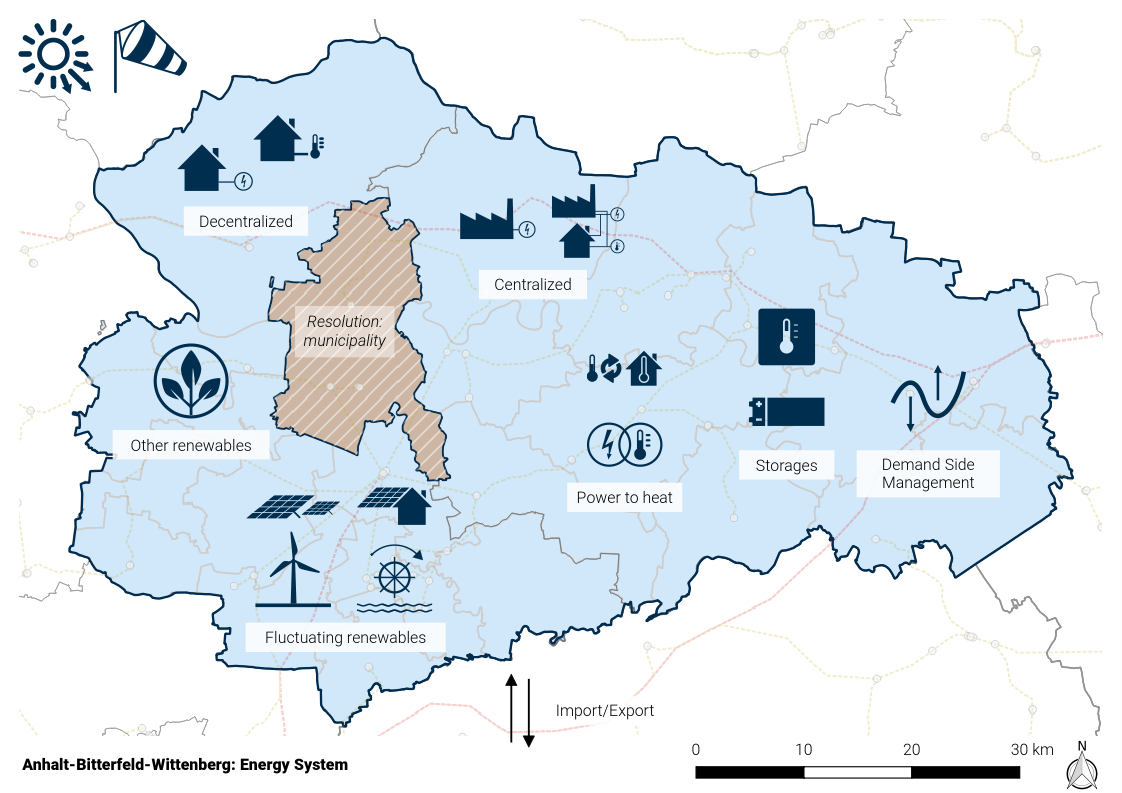 Decentralized
Centralized
Resolution:
municipality
Other renewables
Storages
Demand Side
Management
Power to heat
Fluctuating renewables
Import/Export
0 10 20 30 km
N
Anhalt-Bitterfeld-Wittenberg: Energy System